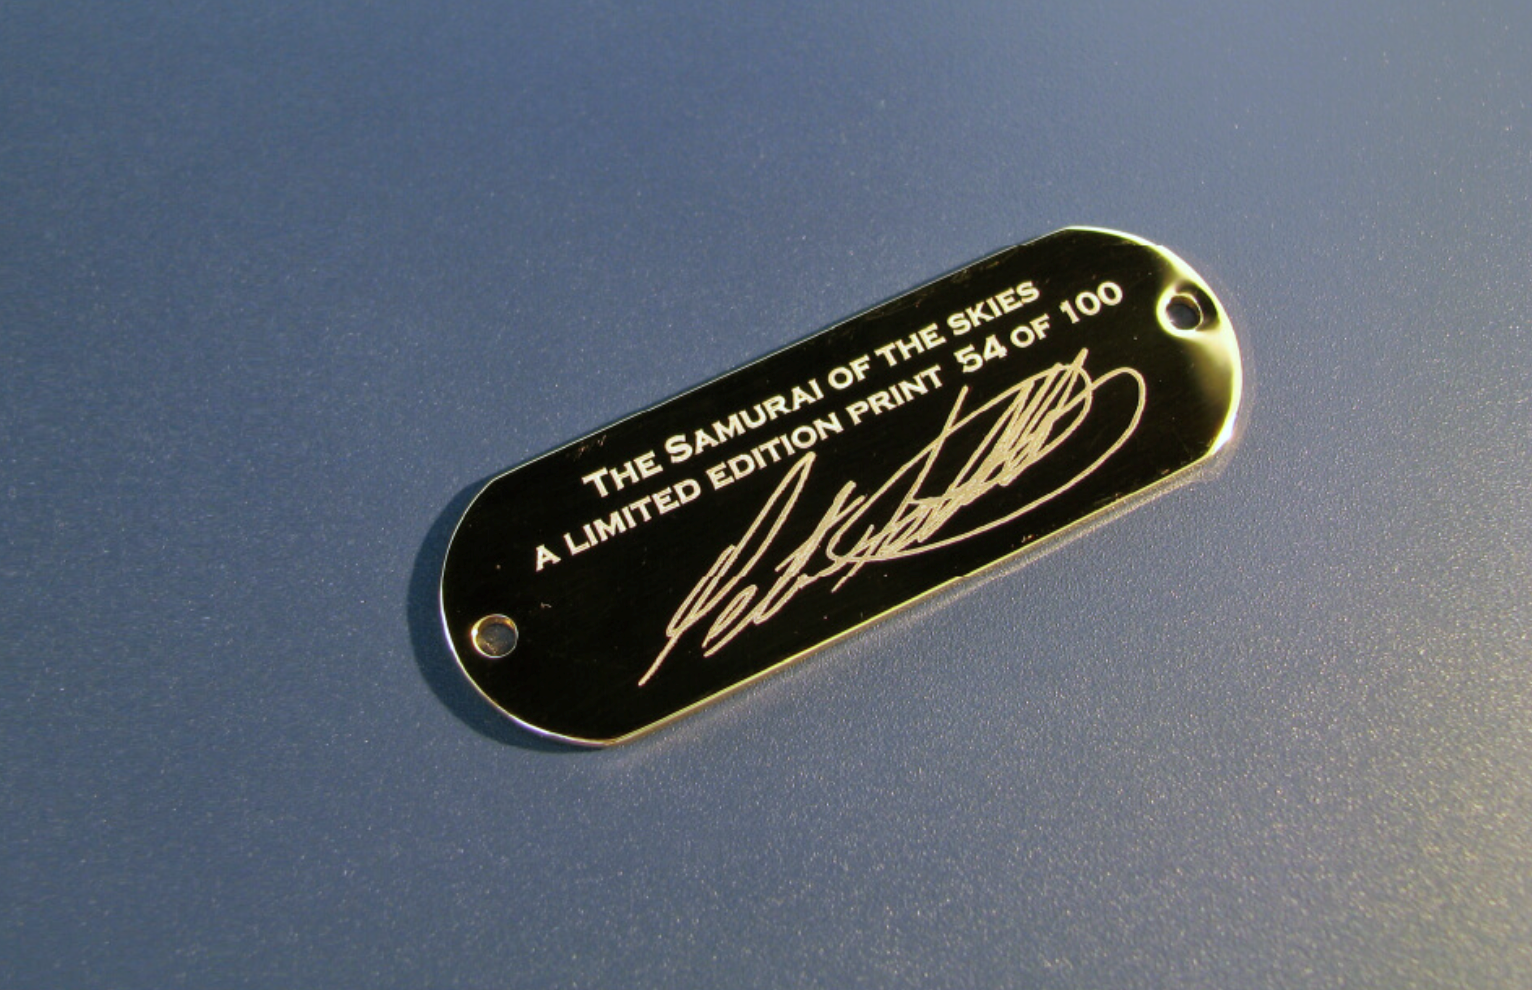 The Samurai of the skies
A LIMITED EDITION PRINT 54 OF 100